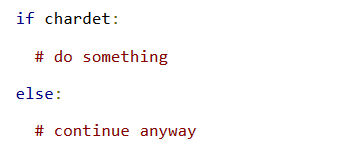 if chardet:
# do something
else:
# continue anyway